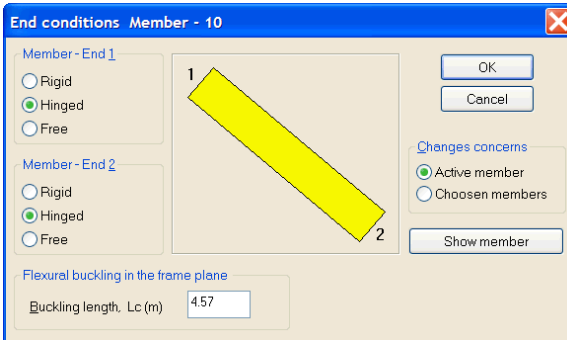 End conditions Member - 10
Member - End 1
Rigid
Hinged
Free
Member - End 2
Rigid
Hinged
Free
1
2
OK
Cancel
Changes concerns
Active member
Choosen members
Show member
Flexural buckling in the frame plane
Buckling length, Lc (m) 4.57